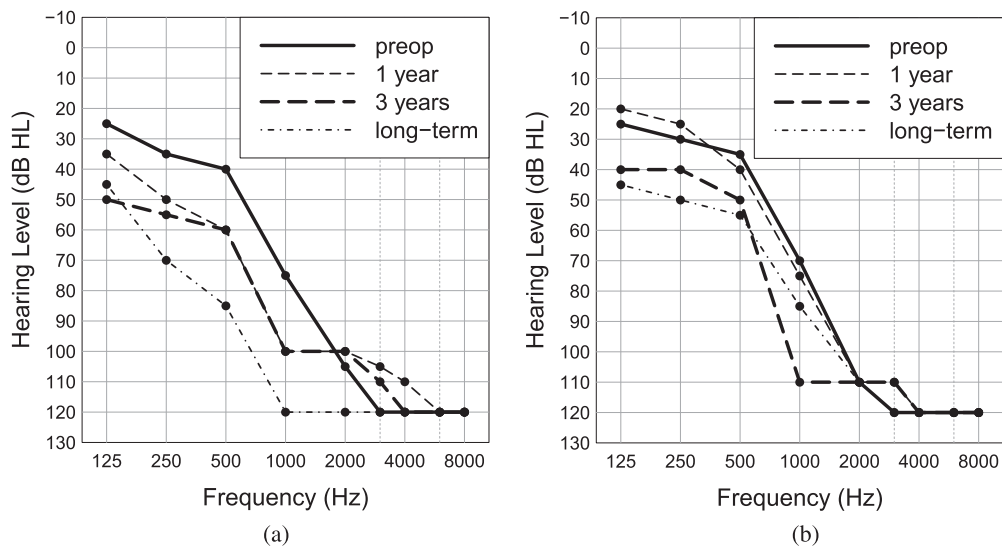 −10
0
10
20
30
40
50
60
70
80
90
100
110
120
130
Hearing Level (dB HL)
preop
1 year
3 years
long−term
125 250 500 1000 2000 4000 8000
Frequency (Hz)
(a)
−10
0
10
20
30
40
50
60
70
80
90
100
110
120
130
Hearing Level (dB HL)
preop
1 year
3 years
long−term
125 250 500 1000 2000 4000 8000
Frequency (Hz)
(b)